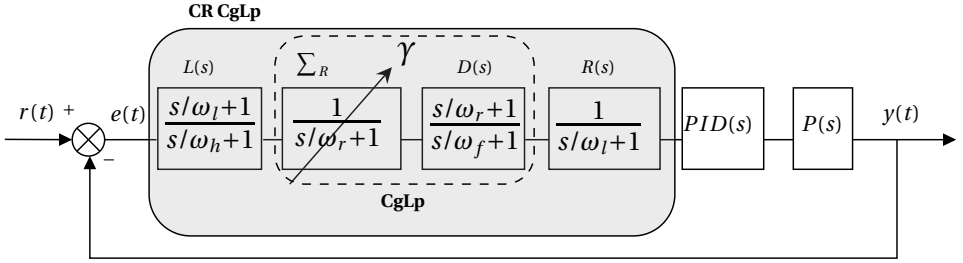 CR CgLp
L(s)
∑_R
γ
D(s)
R(s)
r(t) +
e(t)
−
(s/ω_l+1)/(s/ω_h+1)
1/(s/ω_r+1)
(s/ω_r+1)/(s/ω_f+1)
1/(s/ω_l+1)
PID(s)
P(s)
y(t)
CgLp